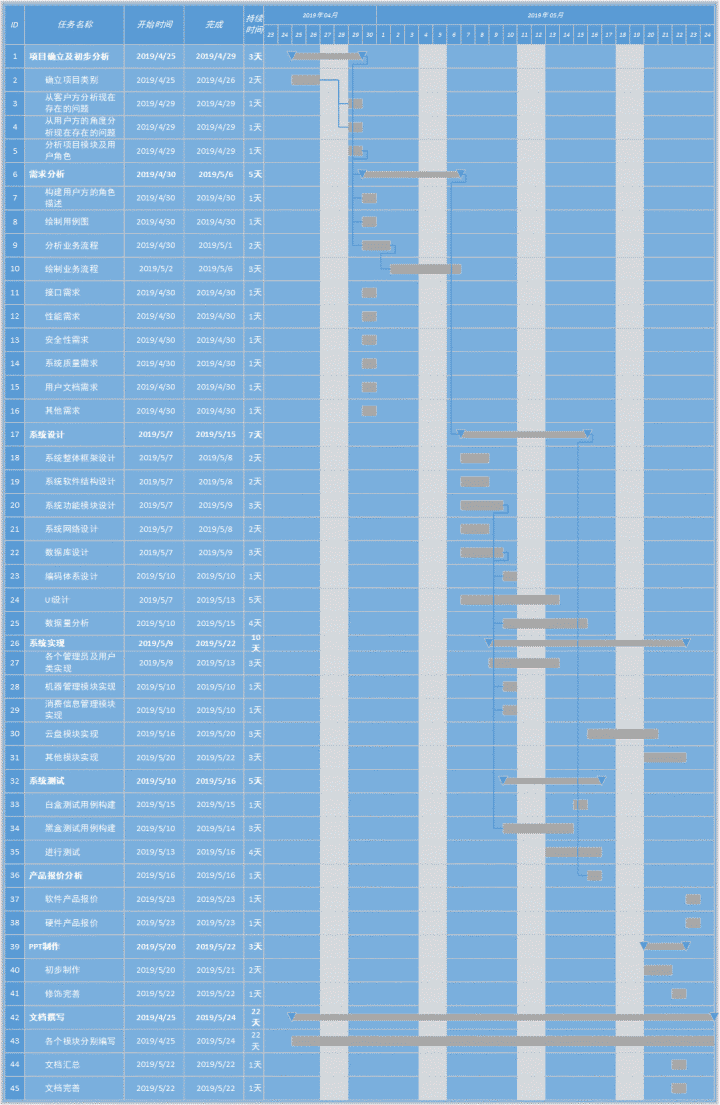 ID 任务名称 开始时间 完成 持续时间 2019年04月 2019年05月
23 24 25 26 27 28 29 30 1 2 3 4 5 6 7 8 9 10 11 12 13 14 15 16 17 18 19 20 21 22 23 24
1 项目确立及初步分析 2019/4/25 2019/4/29 3天
2 确立项目类别 2019/4/25 2019/4/26 2天
3 从客户方分析现在存在的问题 2019/4/29 2019/4/29 1天
4 从用户方的角度分析现在存在的问题 2019/4/29 2019/4/29 1天
5 分析项目模块及用户角色 2019/4/29 2019/4/29 1天
6 需求分析 2019/4/30 2019/5/6 5天
7 构建用户方的角色描述 2019/4/30 2019/4/30 1天
8 绘制用例图 2019/4/30 2019/4/30 1天
9 分析业务流程 2019/4/30 2019/5/1 2天
10 绘制业务流程 2019/5/2 2019/5/6 3天
11 接口需求 2019/4/30 2019/4/30 1天
12 性能需求 2019/4/30 2019/4/30 1天
13 安全性需求 2019/4/30 2019/4/30 1天
14 系统质量需求 2019/4/30 2019/4/30 1天
15 用户文档需求 2019/4/30 2019/4/30 1天
16 其他需求 2019/4/30 2019/4/30 1天
17 系统设计 2019/5/7 2019/5/15 7天
18 系统整体框架设计 2019/5/7 2019/5/8 2天
19 系统软件结构设计 2019/5/7 2019/5/8 2天
20 系统功能模块设计 2019/5/7 2019/5/9 3天
21 系统网络设计 2019/5/7 2019/5/8 2天
22 数据库设计 2019/5/7 2019/5/9 3天
23 编码体系设计 2019/5/10 2019/5/10 1天
24 UI设计 2019/5/7 2019/5/13 5天
25 数据量分析 2019/5/10 2019/5/15 4天
26 系统实现 2019/5/9 2019/5/22 10天
27 各个管理员及用户类实现 2019/5/9 2019/5/13 3天
28 机器管理模块实现 2019/5/10 2019/5/10 1天
29 消费信息管理模块实现 2019/5/10 2019/5/10 1天
30 云盘模块实现 2019/5/16 2019/5/20 3天
31 其他模块实现 2019/5/20 2019/5/22 3天
32 系统测试 2019/5/10 2019/5/16 5天
33 白盒测试用例构建 2019/5/15 2019/5/15 1天
34 黑盒测试用例构建 2019/5/10 2019/5/14 3天
35 进行测试 2019/5/13 2019/5/16 4天
36 产品报价分析 2019/5/16 2019/5/16 1天
37 软件产品报价 2019/5/23 2019/5/23 1天
38 硬件产品报价 2019/5/23 2019/5/23 1天
39 PPT制作 2019/5/20 2019/5/22 3天
40 初步制作 2019/5/20 2019/5/21 2天
41 修饰完善 2019/5/22 2019/5/22 1天
42 文档撰写 2019/4/25 2019/5/24 22天
43 各个模块分别编写 2019/4/25 2019/5/24 22天
44 文档汇总 2019/5/22 2019/5/22 1天
45 文档完善 2019/5/22 2019/5/22 1天